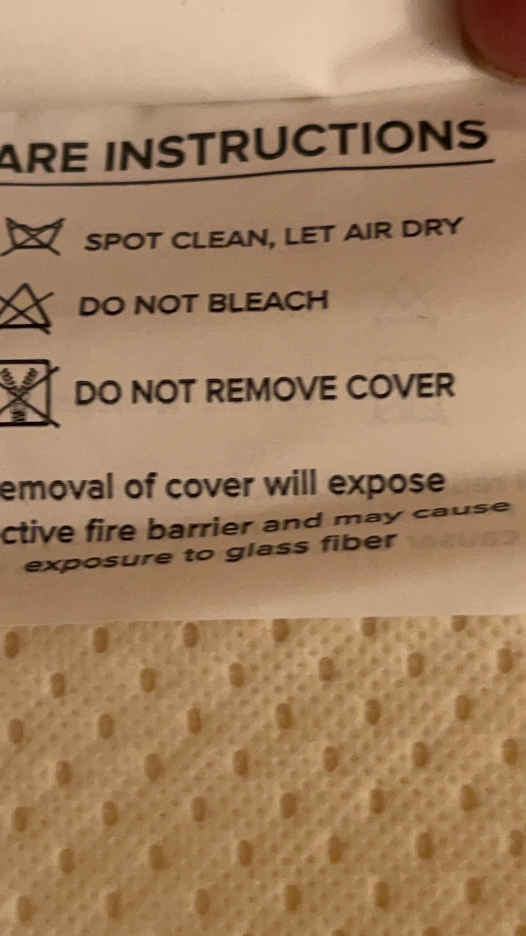 ARE INSTRUCTIONS
SPOT CLEAN, LET AIR DRY
DO NOT BLEACH
DO NOT REMOVE COVER
emoval of cover will expose
ctive fire barrier and may cause
exposure to glass fiber